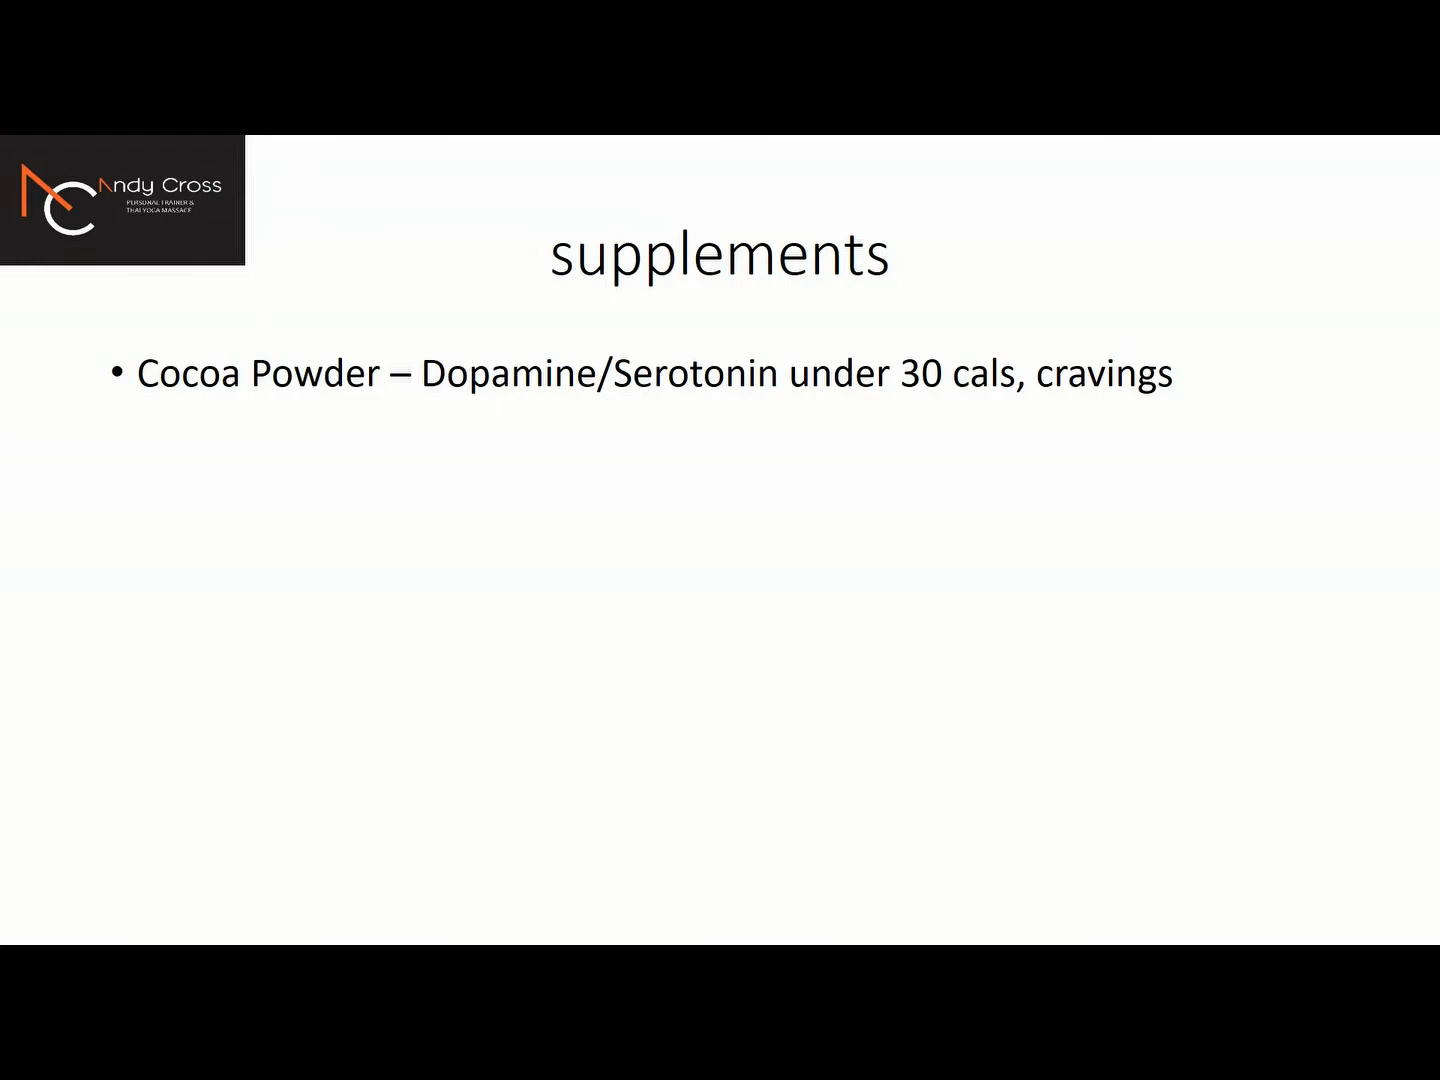 Andy Cross
PERSONAL TRAINER &
THAI YOGA MASSAGE
supplements
• Cocoa Powder – Dopamine/Serotonin under 30 cals, cravings